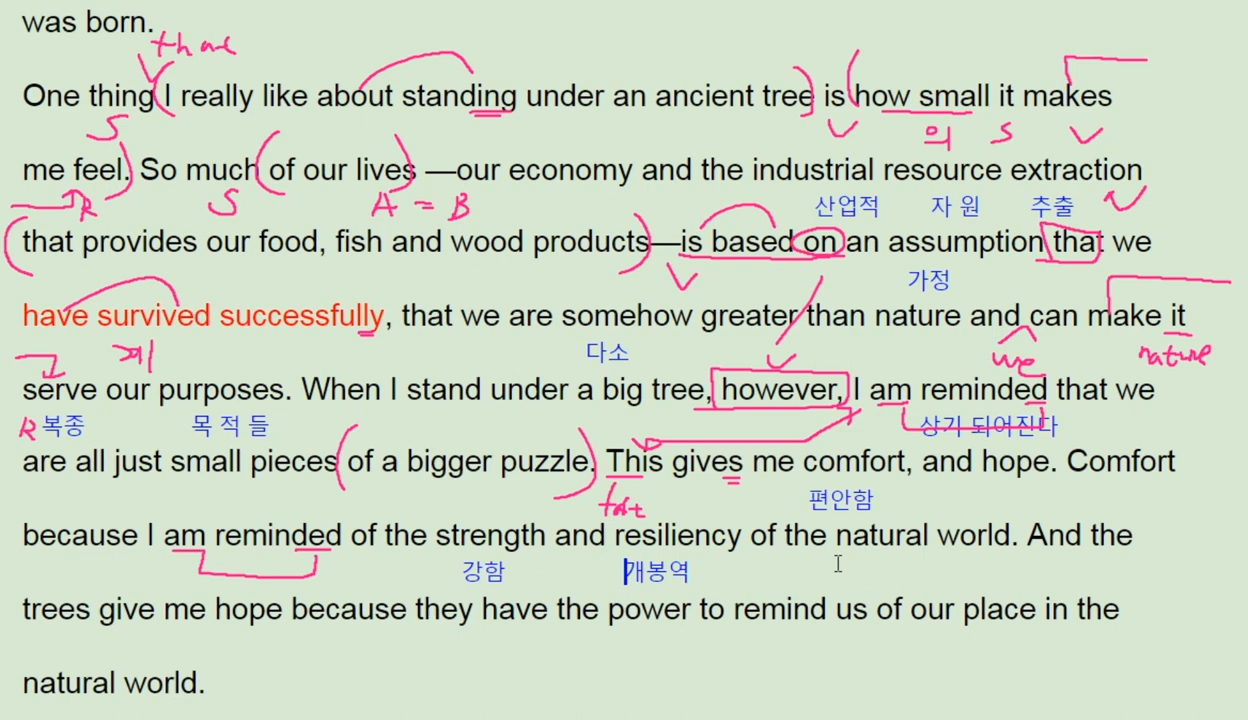 was born.
that
One thing I really like about standing under an ancient tree is how small it makes
S V 의 S V
me feel. So much of our lives —our economy and the industrial resource extraction
R S A = B 산업적 자 원 추출
that provides our food, fish and wood products—is based on an assumption that we
V 가정
have survived successfully, that we are somehow greater than nature and can make it
다소 we nature
serve our purposes. When I stand under a big tree, however, I am reminded that we
R 복종 목 적 들 상기 되어진다
are all just small pieces of a bigger puzzle. This gives me comfort, and hope. Comfort
편안함
because I am reminded of the strength and resiliency of the natural world. And the
강함 개봉역
trees give me hope because they have the power to remind us of our place in the
natural world.